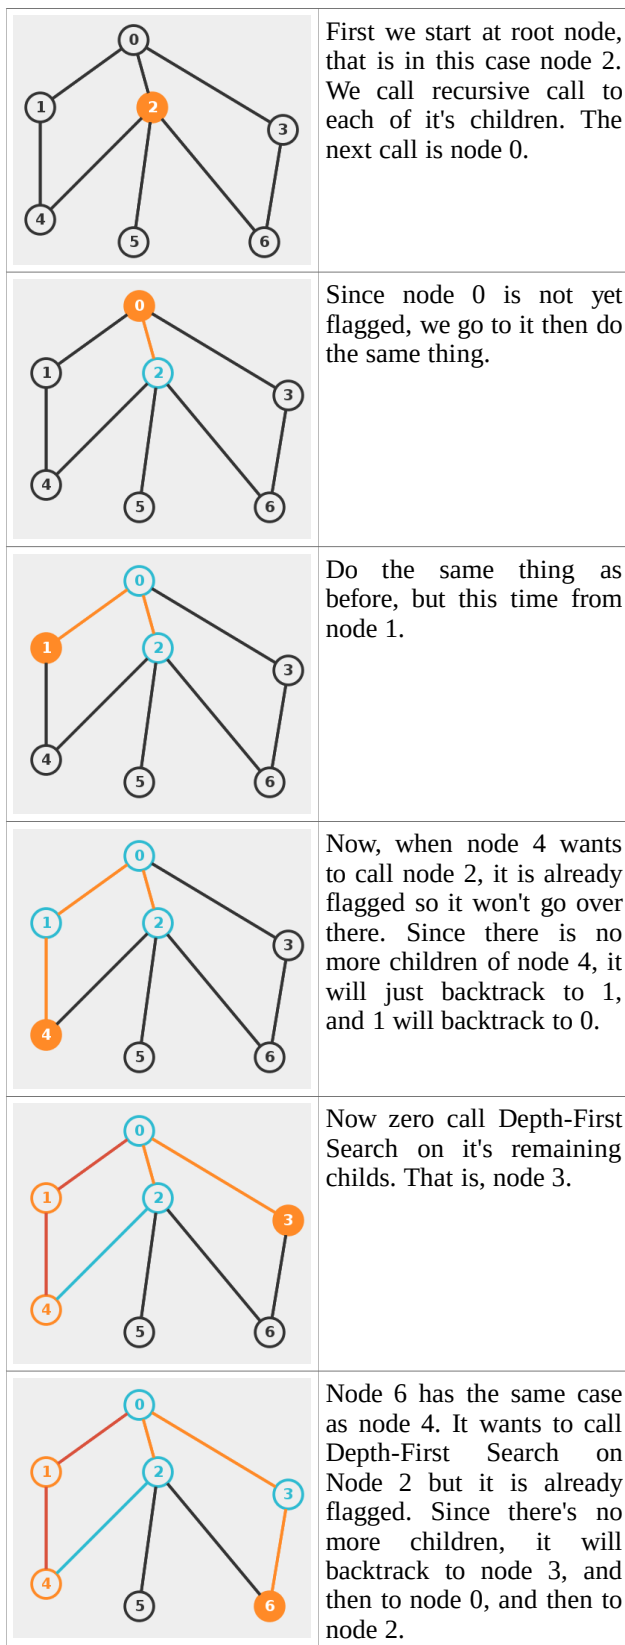 0
1
2
3
4
5
6
First we start at root node,
that is in this case node 2.
We call recursive call to
each of it's children. The
next call is node 0.
0
1
2
3
4
5
6
Since node 0 is not yet
flagged, we go to it then do
the same thing.
0
1
2
3
4
5
6
Do the same thing as
before, but this time from
node 1.
0
1
2
3
4
5
6
Now, when node 4 wants
to call node 2, it is already
flagged so it won't go over
there. Since there is no
more children of node 4, it
will just backtrack to 1,
and 1 will backtrack to 0.
0
1
2
3
4
5
6
Now zero call Depth-First
Search on it's remaining
childs. That is, node 3.
0
1
2
3
4
5
6
Node 6 has the same case
as node 4. It wants to call
Depth-First Search on
Node 2 but it is already
flagged. Since there's no
more children, it will
backtrack to node 3, and
then to node 0, and then to
node 2.